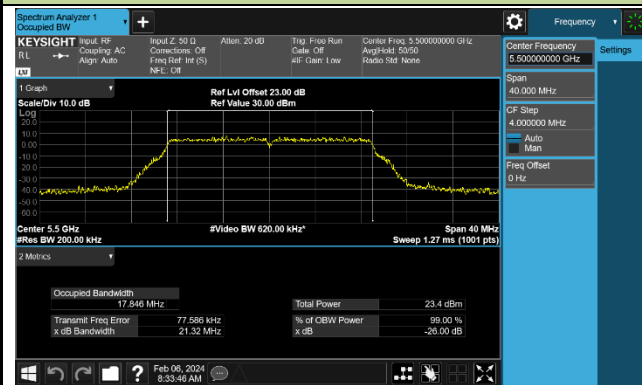 Spectrum Analyzer 1
Occupied BW
Frequency
KEYSIGHT Input: RF Input Z: 50 Ω Atten: 20 dB Trig: Free Run Center Freq: 5.500000000 GHz
RL Coupling: AC Corrections: Off Gate: Off Avg|Hold: 50/50
Align: Auto Freq Ref: Int (S) #IF Gain: Low Radio Std: None
NFE: Off
Center Frequency
5.500000000 GHz
Settings
Span
40.000 MHz
CF Step
4.000000 MHz
Auto
Man
Freq Offset
0 Hz
1 Graph
Ref Lvl Offset 23.00 dB
Scale/Div 10.0 dB Ref Value 30.00 dBm
Log
20.0
10.0
0.00
-10.0
-20.0
-30.0
-40.0
-50.0
-60.0
Center 5.5 GHz #Video BW 620.00 kHz* Span 40 MHz
#Res BW 200.00 kHz Sweep 1.27 ms (1001 pts)
2 Metrics
Occupied Bandwidth
17.846 MHz Total Power 23.4 dBm
Transmit Freq Error 77.586 kHz % of OBW Power 99.00 %
x dB Bandwidth 21.32 MHz x dB -26.00 dB
Feb 06, 2024
8:33:46 AM